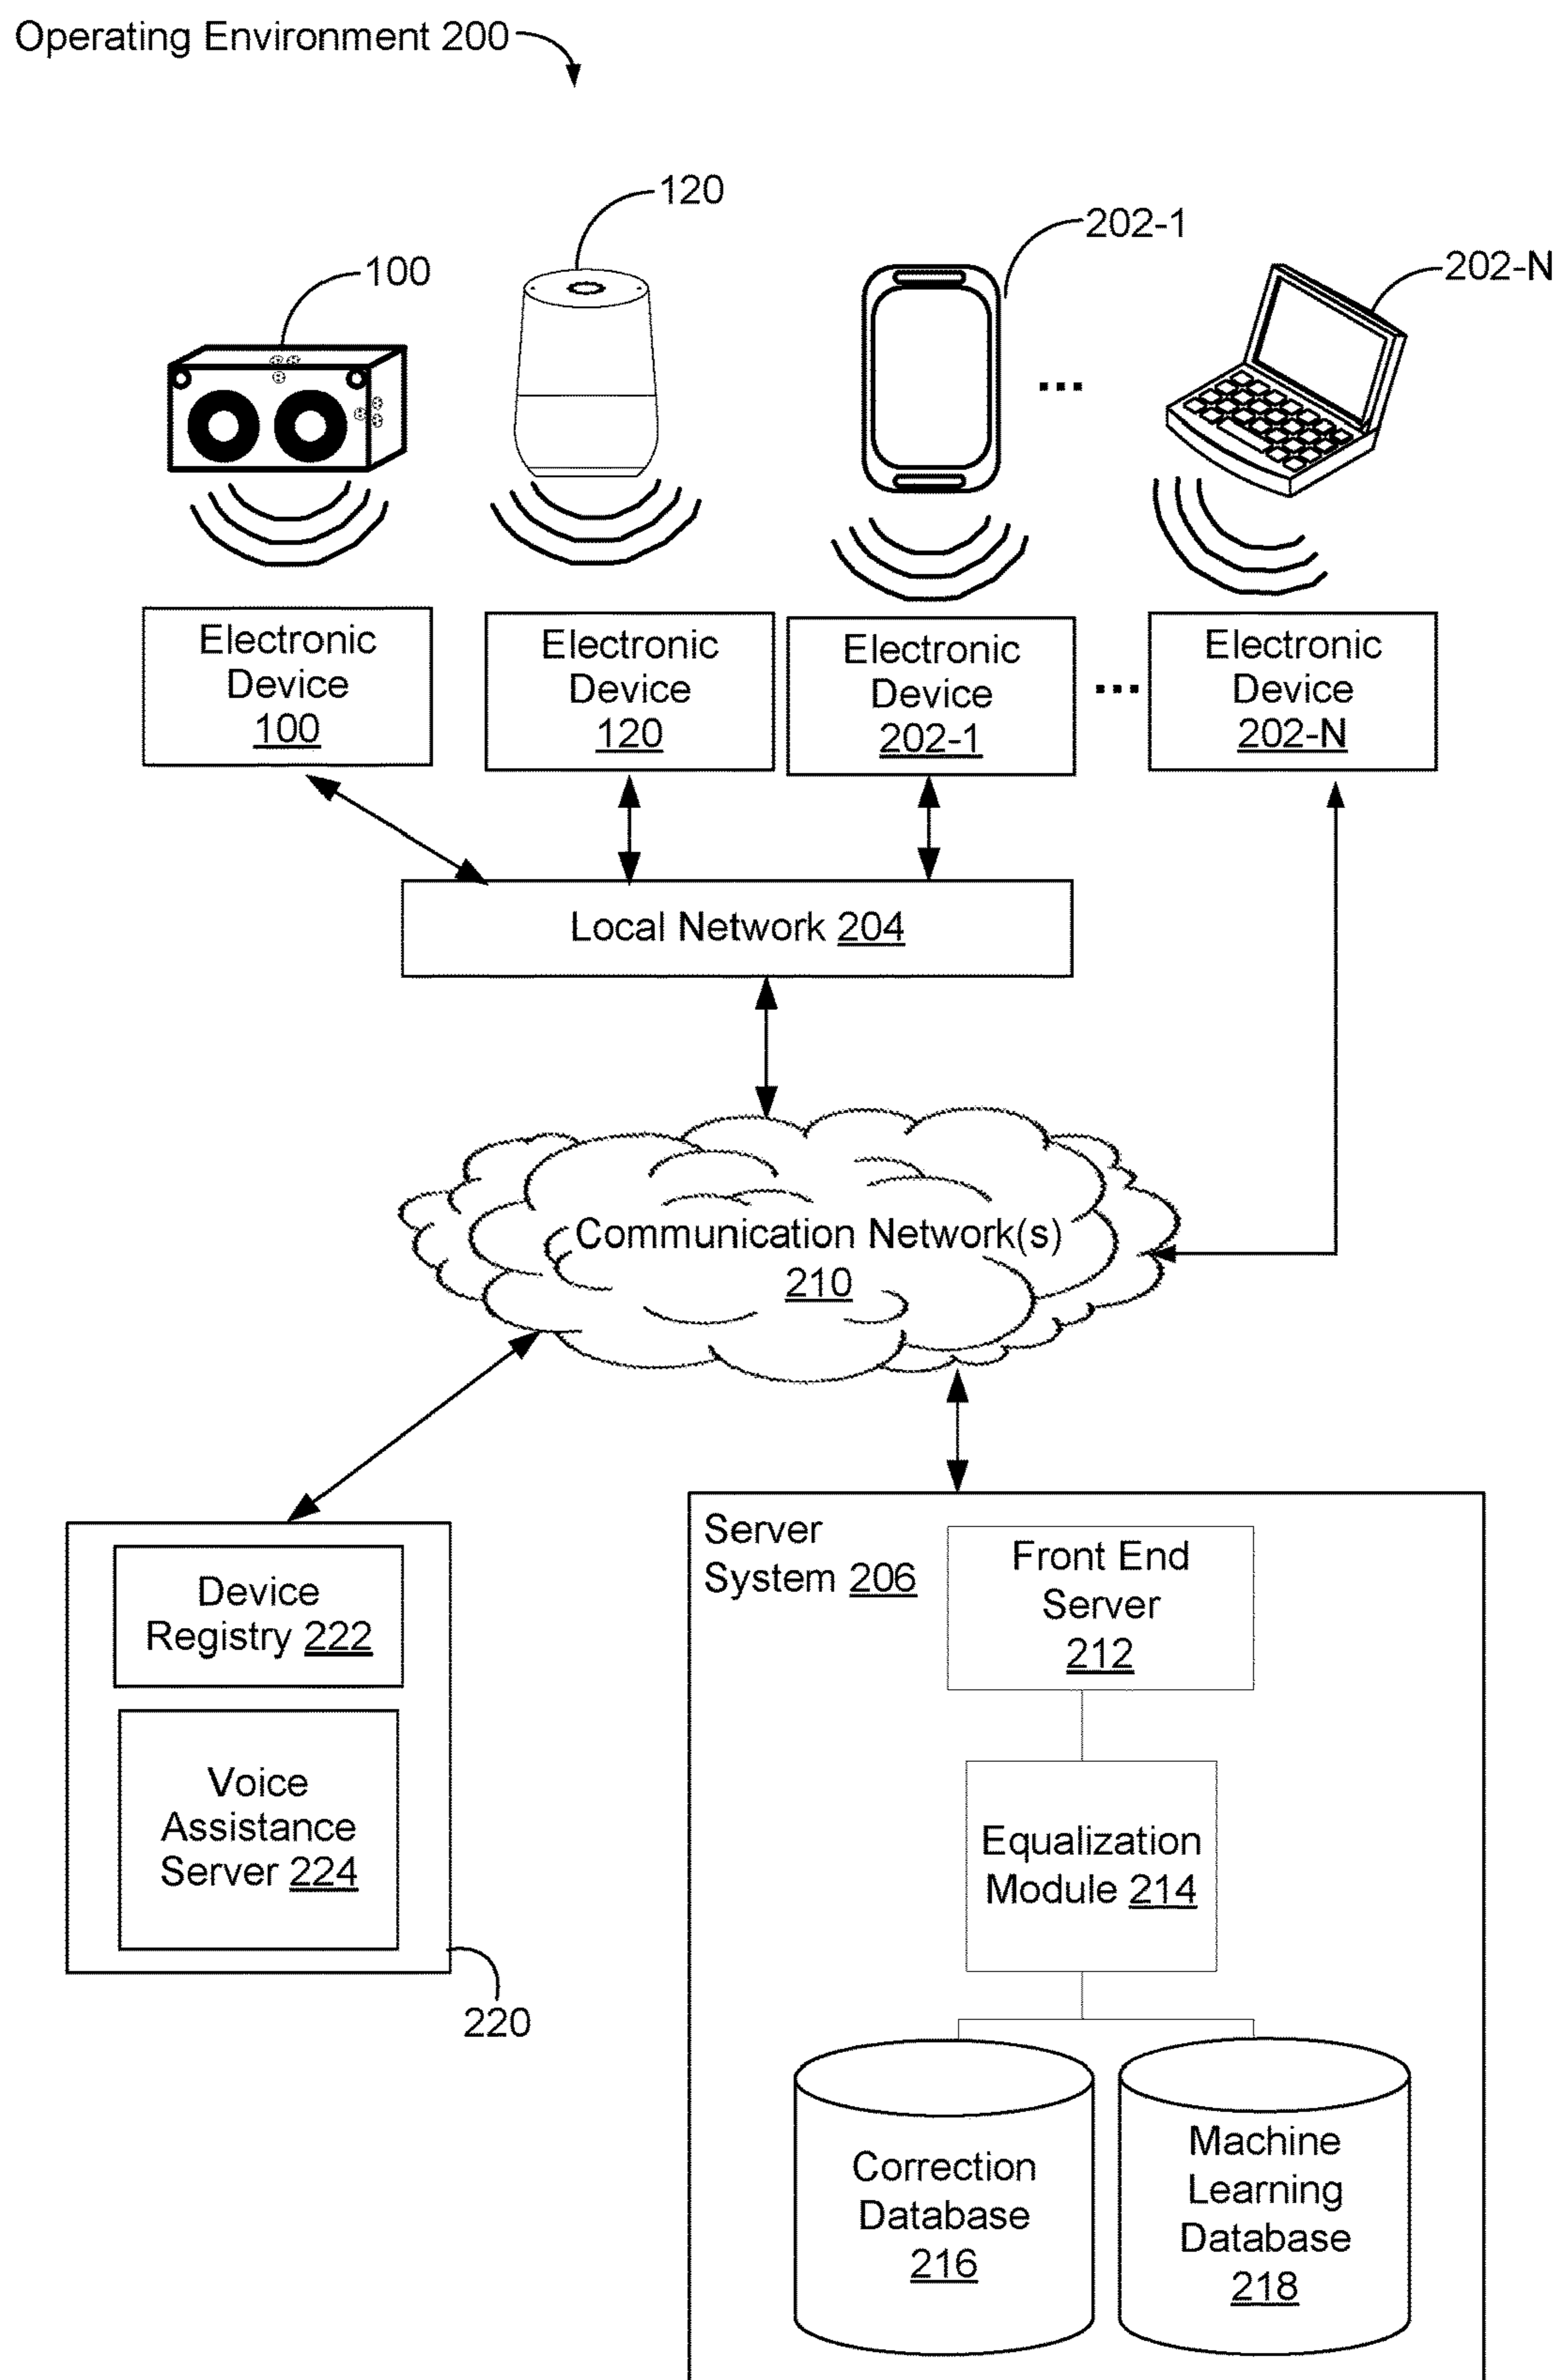 Operating Environment 200
120
202-1
202-N
100
Electronic
Device
100
Electronic
Device
120
Electronic
Device
202-1
...
Electronic
Device
202-N
...
Local Network 204
Communication Network(s)
210
Device
Registry 222
Voice
Assistance
Server 224
220
Server
System 206
Front End
Server
212
Equalization
Module 214
Correction
Database
216
Machine
Learning
Database
218